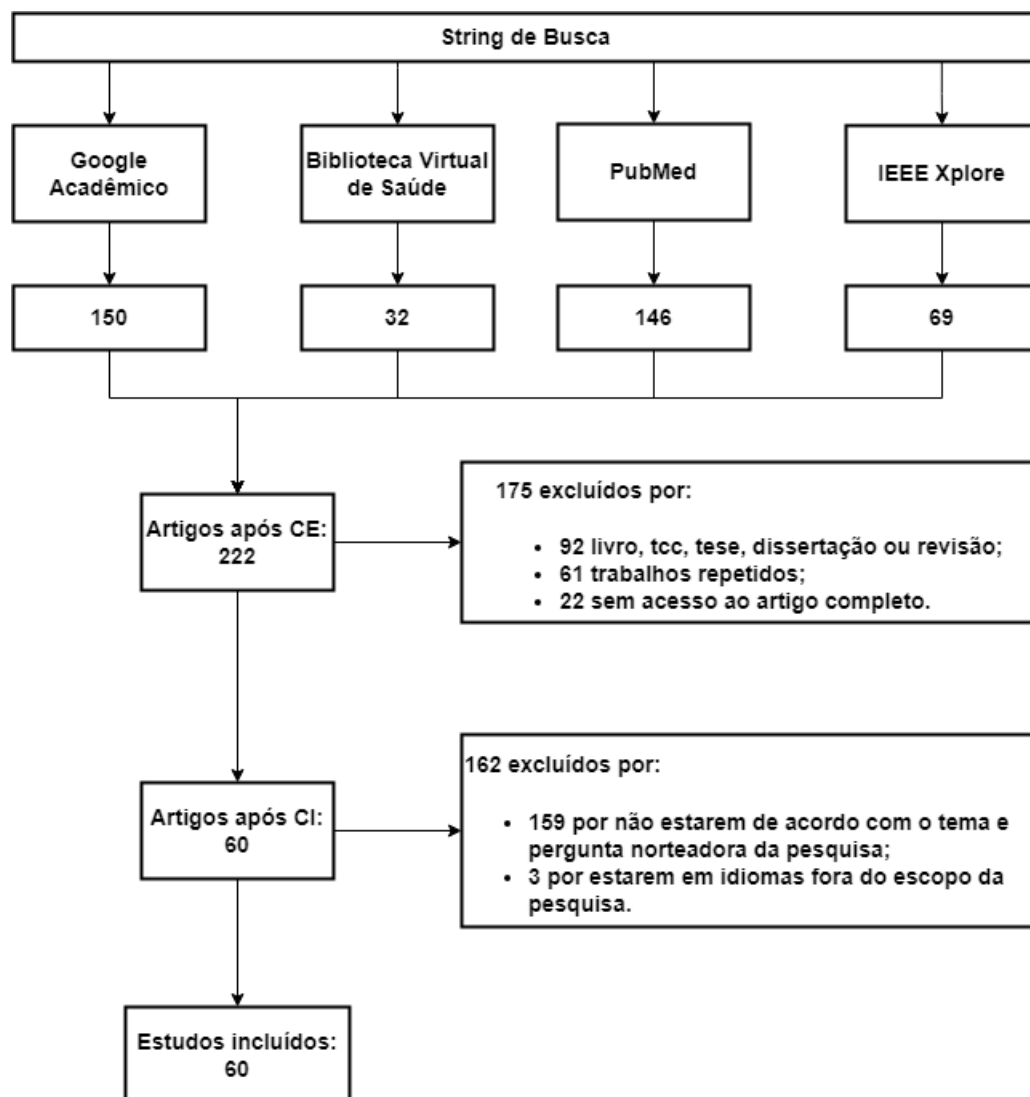 String de Busca
Google
Acadêmico
Biblioteca Virtual
de Saúde
PubMed
IEEE Xplore
150
32
146
69
Artigos após CE:
222
175 excluídos por:
• 92 livro, tcc, tese, dissertação ou revisão;
• 61 trabalhos repetidos;
• 22 sem acesso ao artigo completo.
Artigos após CI:
60
162 excluídos por:
• 159 por não estarem de acordo com o tema e
pergunta norteadora da pesquisa;
• 3 por estarem em idiomas fora do escopo da
pesquisa.
Estudos incluídos:
60